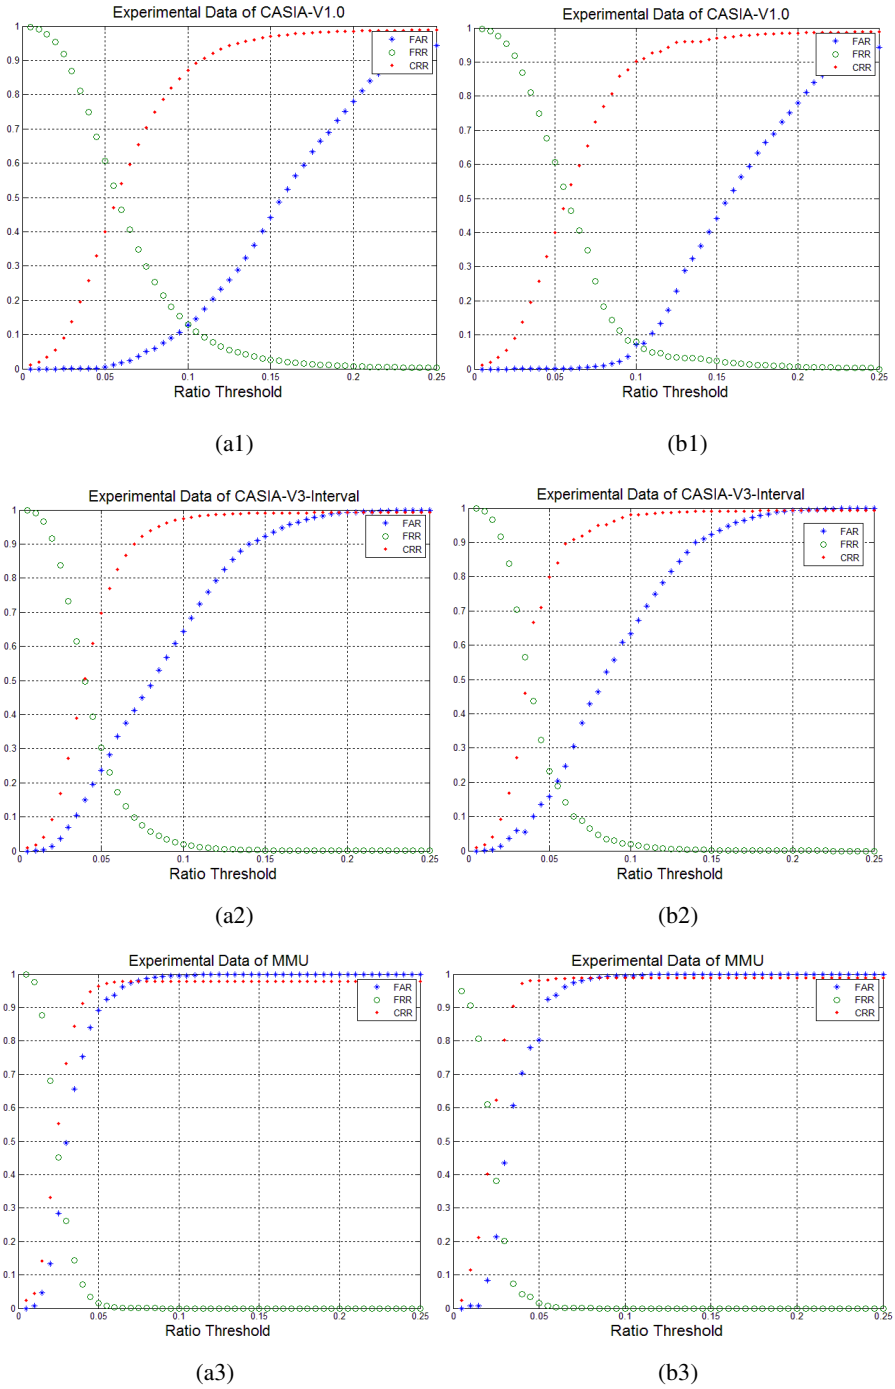 Experimental Data of CASIA-V1.0
1
0.9
0.8
0.7
0.6
0.5
0.4
0.3
0.2
0.1
0
0 0.05 0.1 0.15 0.2 0.25
FAR
FRR
CRR
Ratio Threshold
(a1)
Experimental Data of CASIA-V1.0
1
0.9
0.8
0.7
0.6
0.5
0.4
0.3
0.2
0.1
0
0 0.05 0.1 0.15 0.2 0.25
FAR
FRR
CRR
Ratio Threshold
(b1)
Experimental Data of CASIA-V3-Interval
1
0.9
0.8
0.7
0.6
0.5
0.4
0.3
0.2
0.1
0
0 0.05 0.1 0.15 0.2 0.25
FAR
FRR
CRR
Ratio Threshold
(a2)
Experimental Data of CASIA-V3-Interval
1
0.9
0.8
0.7
0.6
0.5
0.4
0.3
0.2
0.1
0
0 0.05 0.1 0.15 0.2 0.25
FAR
FRR
CRR
Ratio Threshold
(b2)
Experimental Data of MMU
1
0.9
0.8
0.7
0.6
0.5
0.4
0.3
0.2
0.1
0
0 0.05 0.1 0.15 0.2 0.25
FAR
FRR
CRR
Ratio Threshold
(a3)
Experimental Data of MMU
1
0.9
0.8
0.7
0.6
0.5
0.4
0.3
0.2
0.1
0
0 0.05 0.1 0.15 0.2 0.25
FAR
FRR
CRR
Ratio Threshold
(b3)